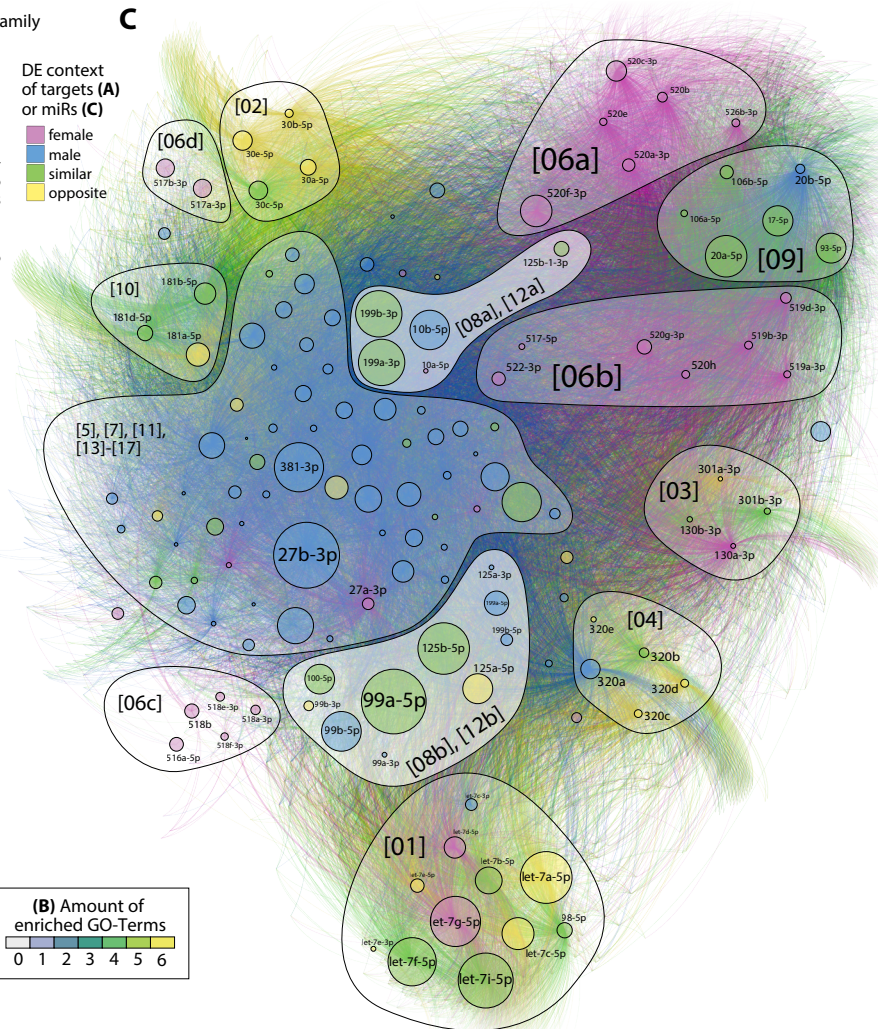 amily
C
DE context
of targets (A)
or miRs (C)
female
male
similar
opposite
[02]
30b-5p
30e-5p
30a-5p
30c-5p
[06d]
517b-3p
517a-3p
520c-3p
520b
520e
526b-3p
[06a]
520a-3p
520f-3p
106b-5p
20b-5p
106a-5p
17-5p
20a-5p
93-5p
[09]
125b-1-3p
[08a], [12a]
199b-3p
10b-5p
199a-3p
10a-5p
[10]
181b-5p
181d-5p
181a-5p
519d-3p
517-5p
520g-3p
519b-3p
522-3p
[06b]
520h
519a-3p
[5], [7], [11],
[13]-[17]
381-3p
27b-3p
27a-3p
301a-3p
[03]
301b-3p
130b-3p
130a-3p
125a-3p
199a-5p
199b-5p
125b-5p
125a-5p
100-5p
99b-3p
99a-5p
99b-5p
99a-3p
[08b], [12b]
[04]
320e
320b
320a
320d
320c
[06c]
518e-3p
518b
518a-3p
518f-3p
516a-5p
let-7c-3p
let-7d-5p
[01]
let-7b-5p
let-7a-5p
et-7g-5p
98-5p
let-7e-3p
let-7c-5p
let-7f-5p
let-7i-5p
(B) Amount of
enriched GO-Terms
0 1 2 3 4 5 6